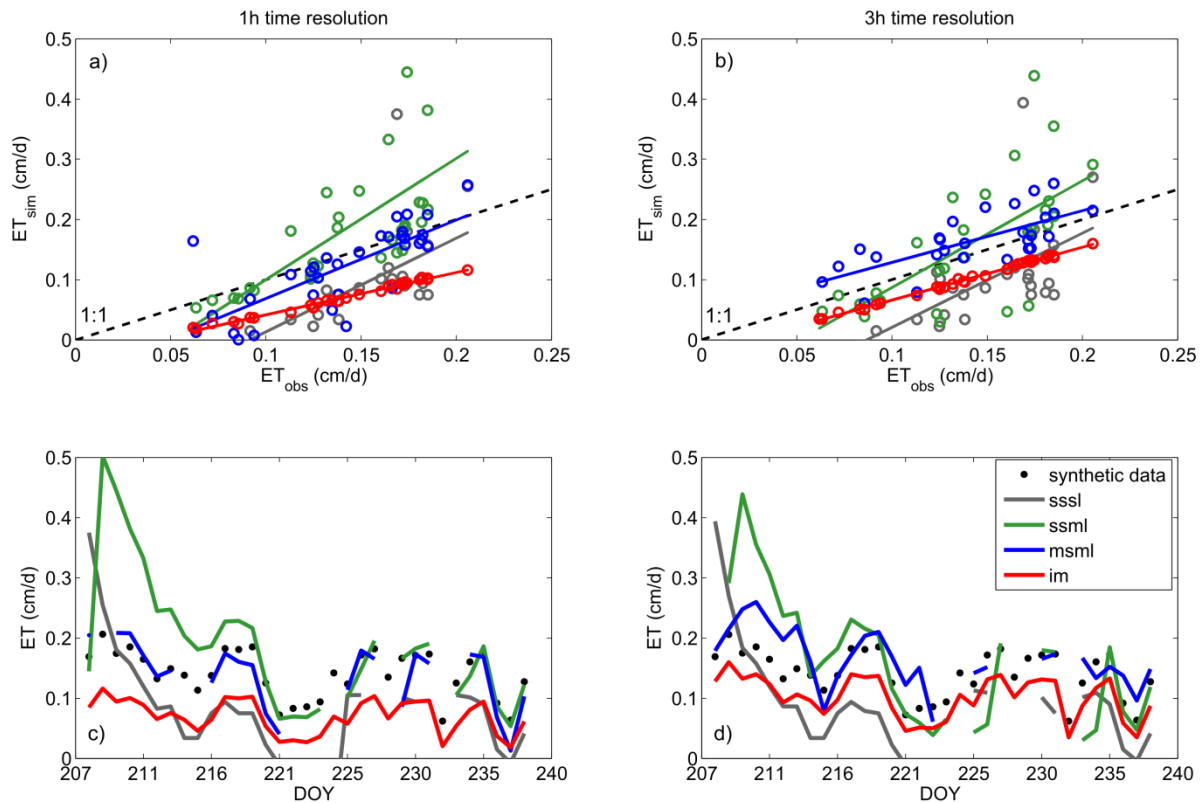 1h time resolution
3h time resolution
a)
0.5
0.4
0.3
0.2
0.1
0
ET_sim (cm/d)
1:1
0
0.05
0.1
0.15
0.2
0.25
ET_obs (cm/d)
b)
0.5
0.4
0.3
0.2
0.1
0
ET_sim (cm/d)
1:1
0
0.05
0.1
0.15
0.2
0.25
ET_obs (cm/d)
0.5
0.4
0.3
0.2
0.1
0
ET (cm/d)
c)
207
211
216
221
225
230
235
240
DOY
0.5
0.4
0.3
0.2
0.1
0
ET (cm/d)
d)
synthetic data
sssl
ssml
msml
im
207
211
216
221
226
231
235
240
DOY